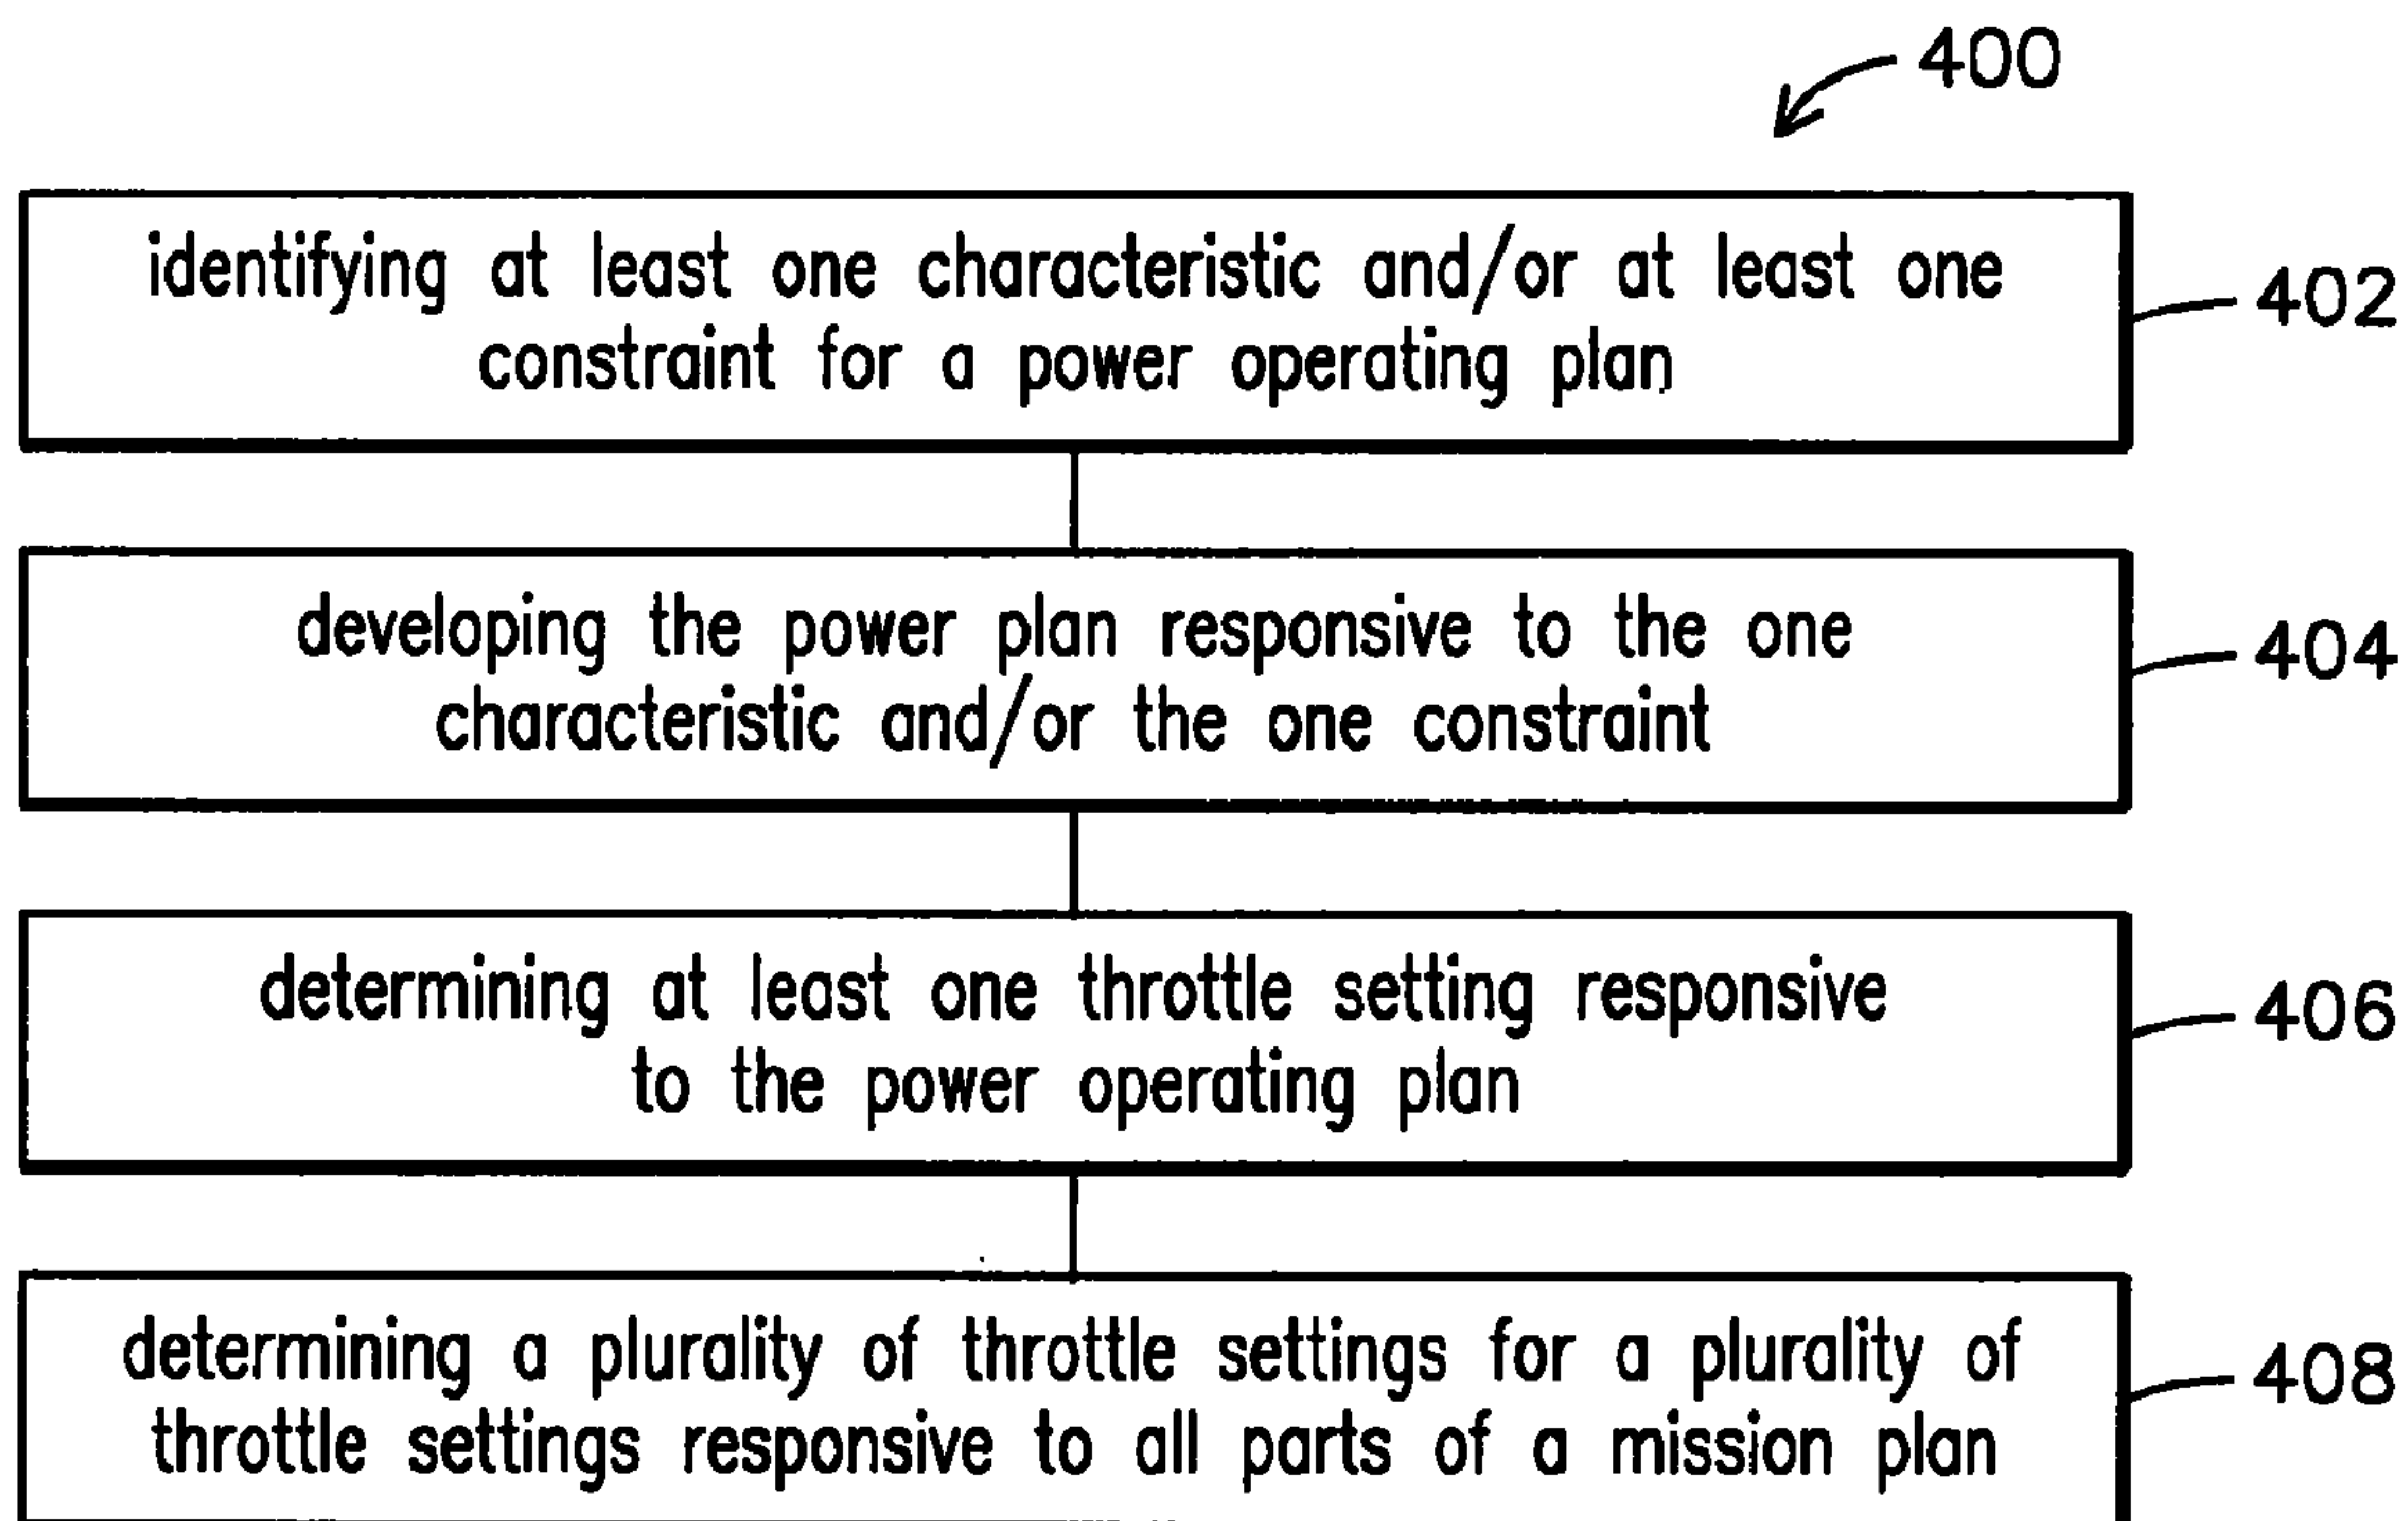 400
identifying at least one characteristic and/or at least one
constraint for a power operating plan
402
developing the power plan responsive to the one
characteristic and/or the one constraint
404
determining at least one throttle setting responsive
to the power operating plan
406
determining a plurality of throttle settings for a plurality of
throttle settings responsive to all parts of a mission plan
408